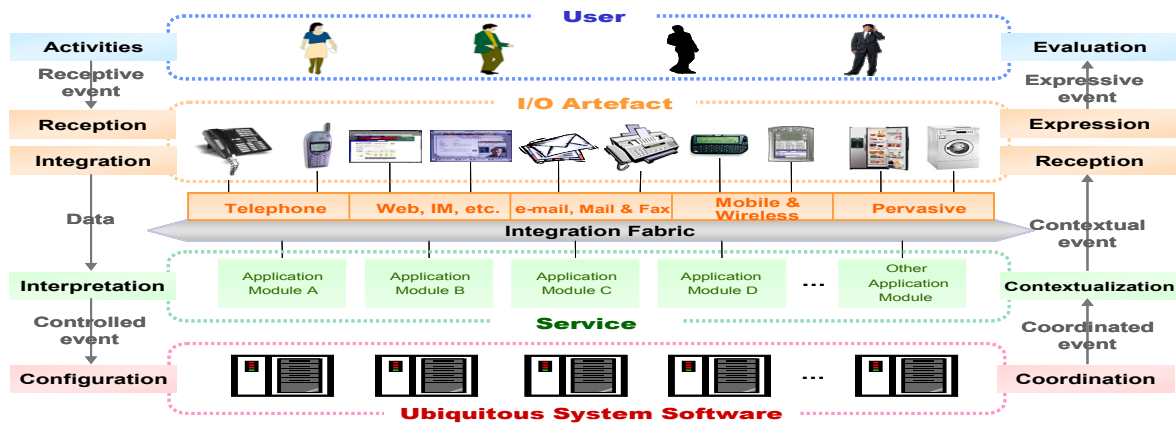 User
Activities
Evaluation
Receptive
event
Expressive
event
I/O Artefact
Reception
Expression
Integration
Reception
Telephone
Web, IM, etc.
e-mail, Mail & Fax
Mobile &
Wireless
Pervasive
Data
Integration Fabric
Contextual
event
Application
Module A
Application
Module B
Application
Module C
Application
Module D
...
Other
Application
Module
Interpretation
Contextualization
Service
Controlled
event
Coordinated
event
Configuration
...
Coordination
Ubiquitous System Software